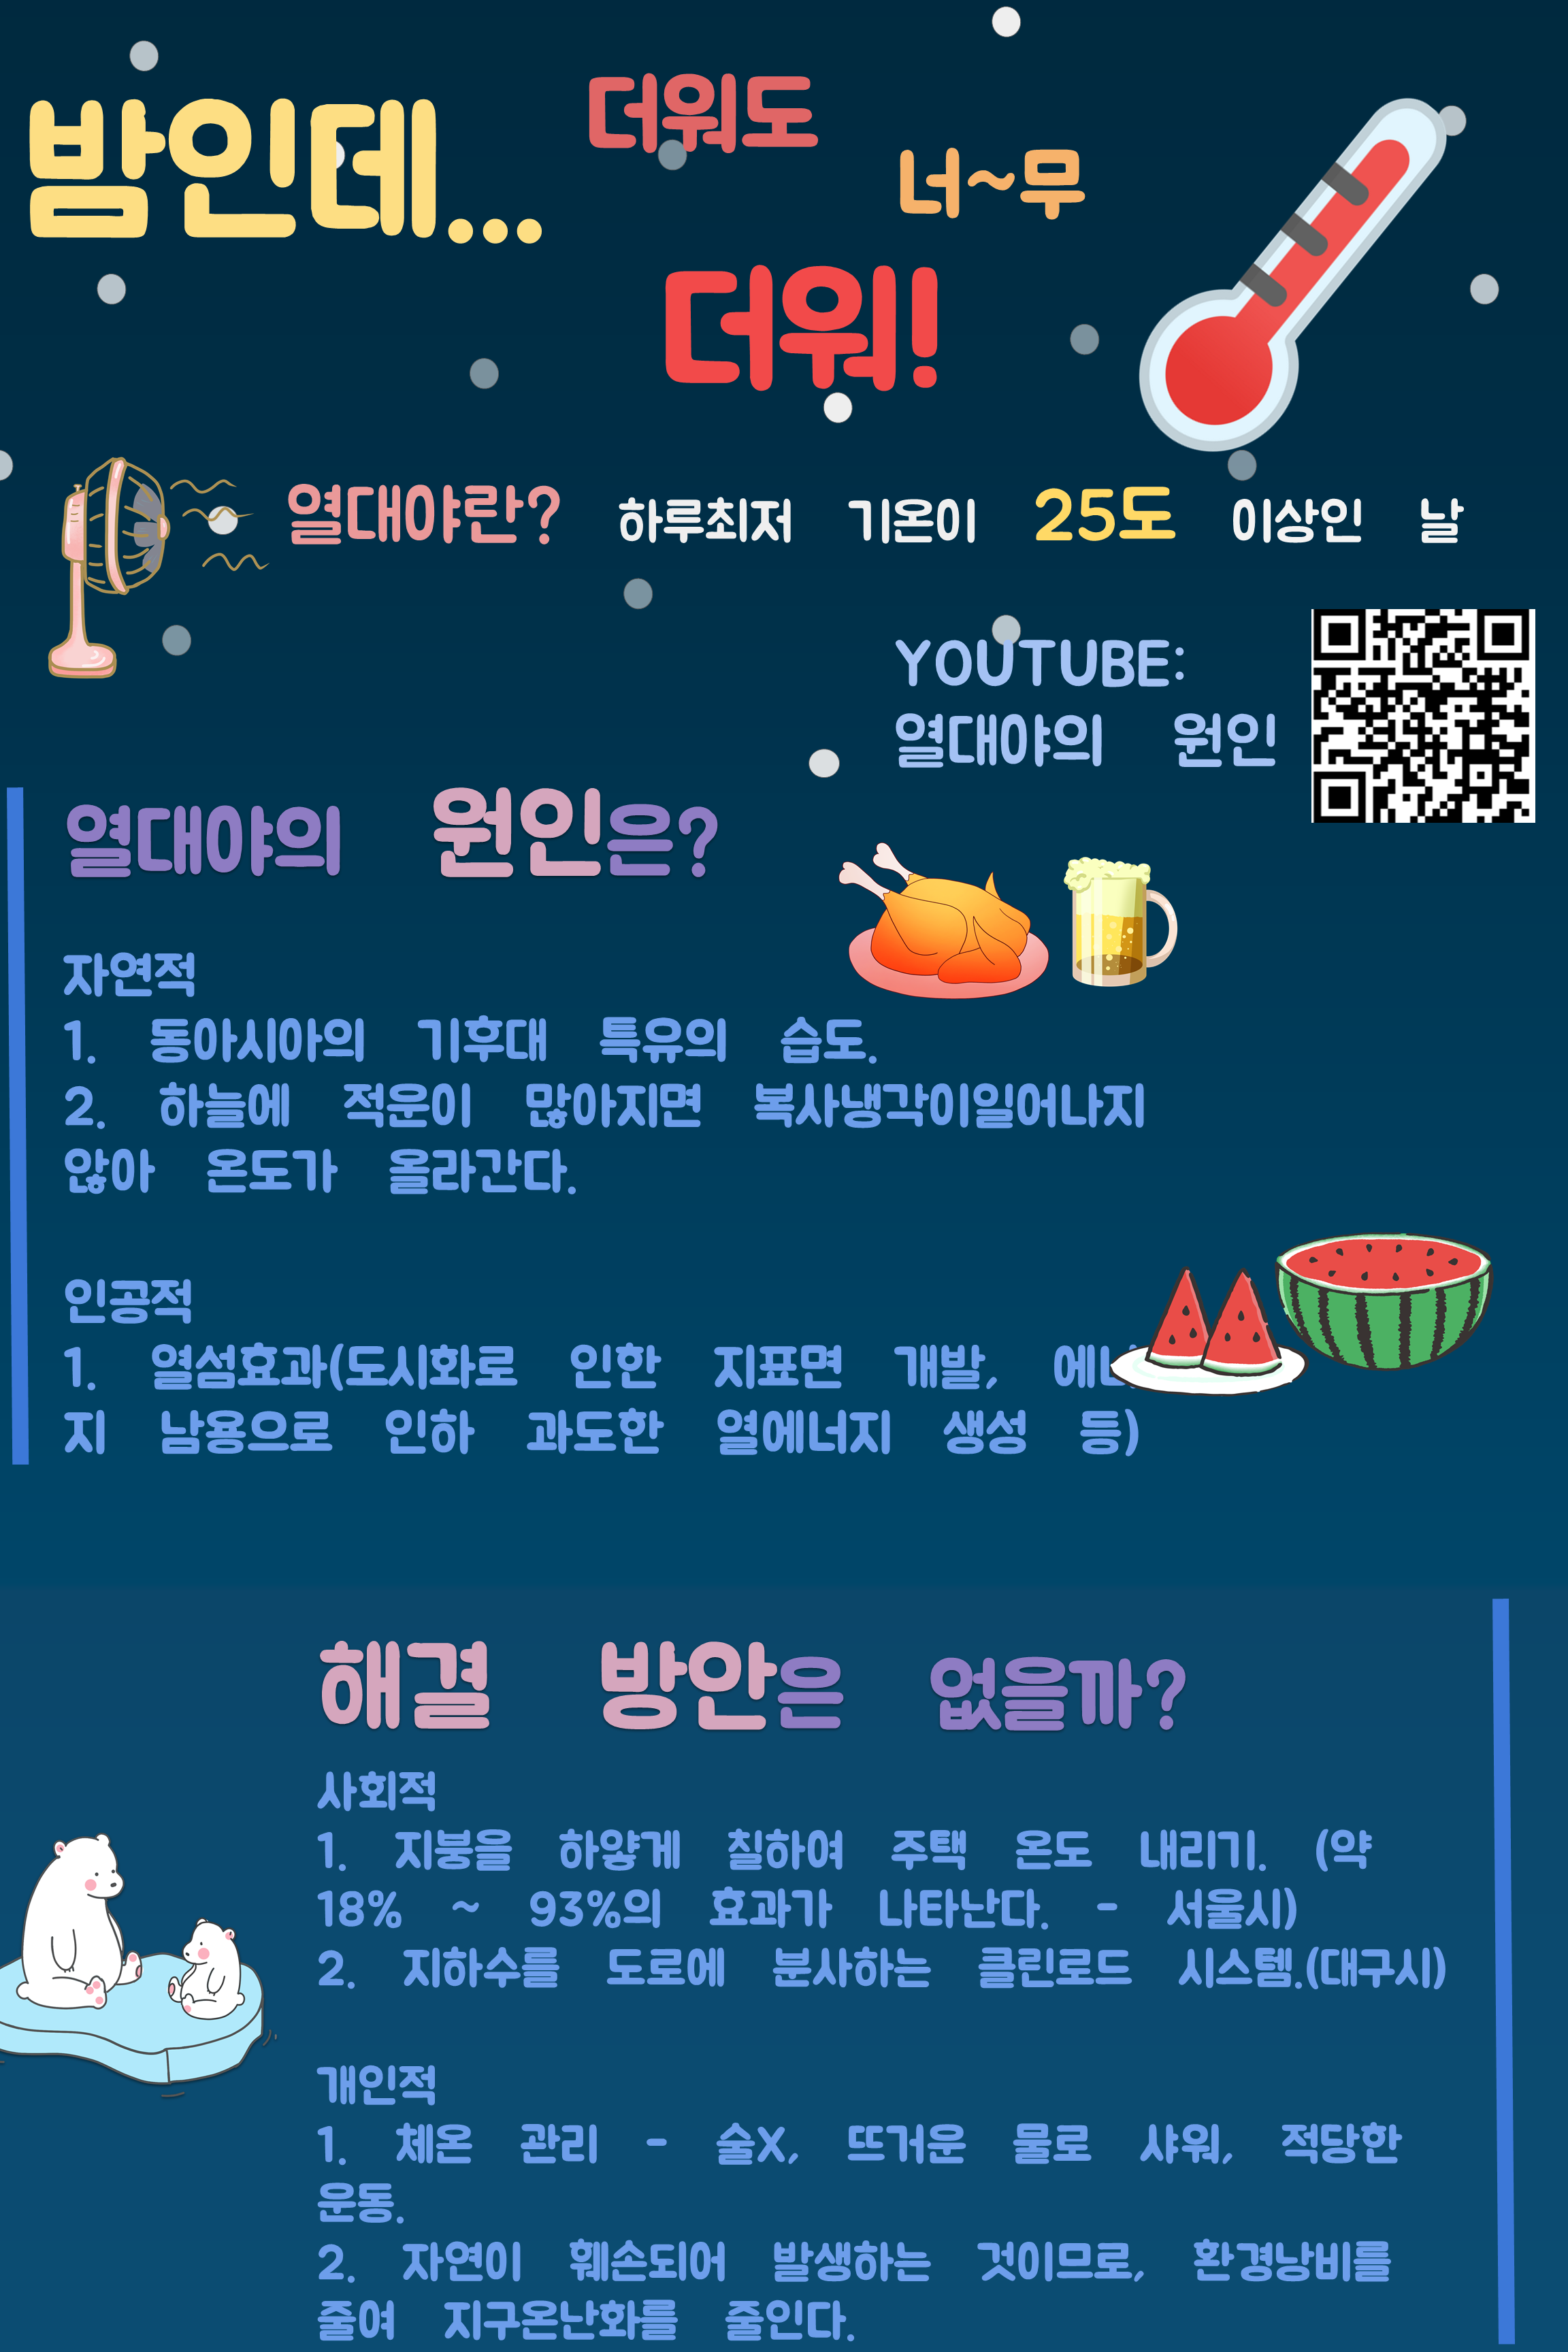 밤인데...
더워도
너~무
더워!
열대야란? 하루최저 기온이 25도 이상인 날
YOUTUBE:
열대야의 원인
열대야의 원인은?
자연적
1. 동아시아의 기후대 특유의 습도.
2. 하늘에 적운이 많아지면 복사냉각이일어나지
않아 온도가 올라간다.
인공적
1. 열섬효과(도시화로 인한 지표면 개발, 에너
지 남용으로 인하 과도한 열에너지 생성 등)
해결 방안은 없을까?
사회적
1. 지붕을 하얗게 칠하여 주택 온도 내리기. (약
18% ~ 93%의 효과가 나타난다. - 서울시)
2. 지하수를 도로에 분사하는 클린로드 시스템.(대구시)
개인적
1. 체온 관리 - 술X, 뜨거운 물로 샤워, 적당한
운동.
2. 자연이 훼손되어 발생하는 것이므로, 환경낭비를
줄여 지구온난화를 줄인다.